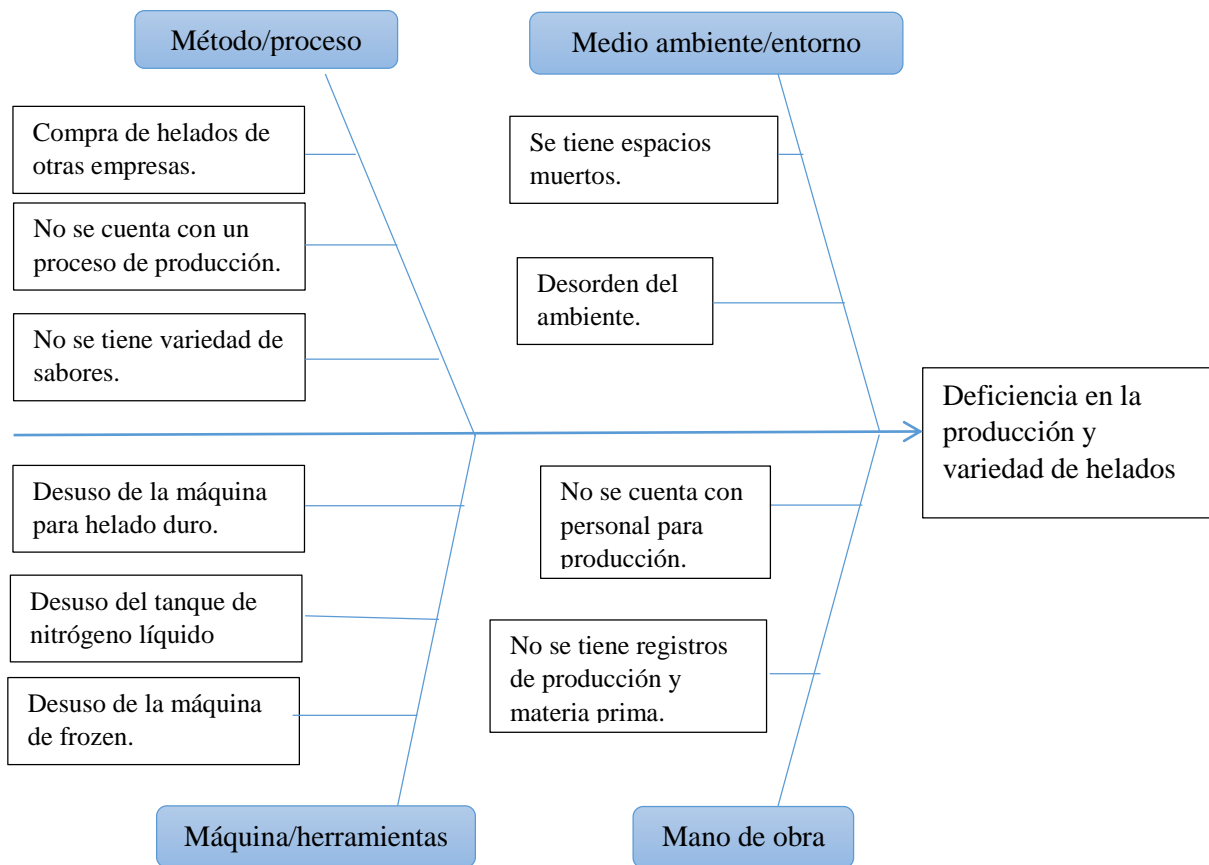 Método/proceso
Medio ambiente/entorno
Compra de helados de
otras empresas.
No se cuenta con un
proceso de producción.
No se tiene variedad de
sabores.
Se tiene espacios
muertos.
Desorden del
ambiente.
Deficiencia en la
producción y
variedad de helados
Desuso de la máquina
para helado duro.
Desuso del tanque de
nitrógeno líquido
Desuso de la máquina
de frozen.
No se cuenta con
personal para
producción.
No se tiene registros
de producción y
materia prima.
Máquina/herramientas
Mano de obra